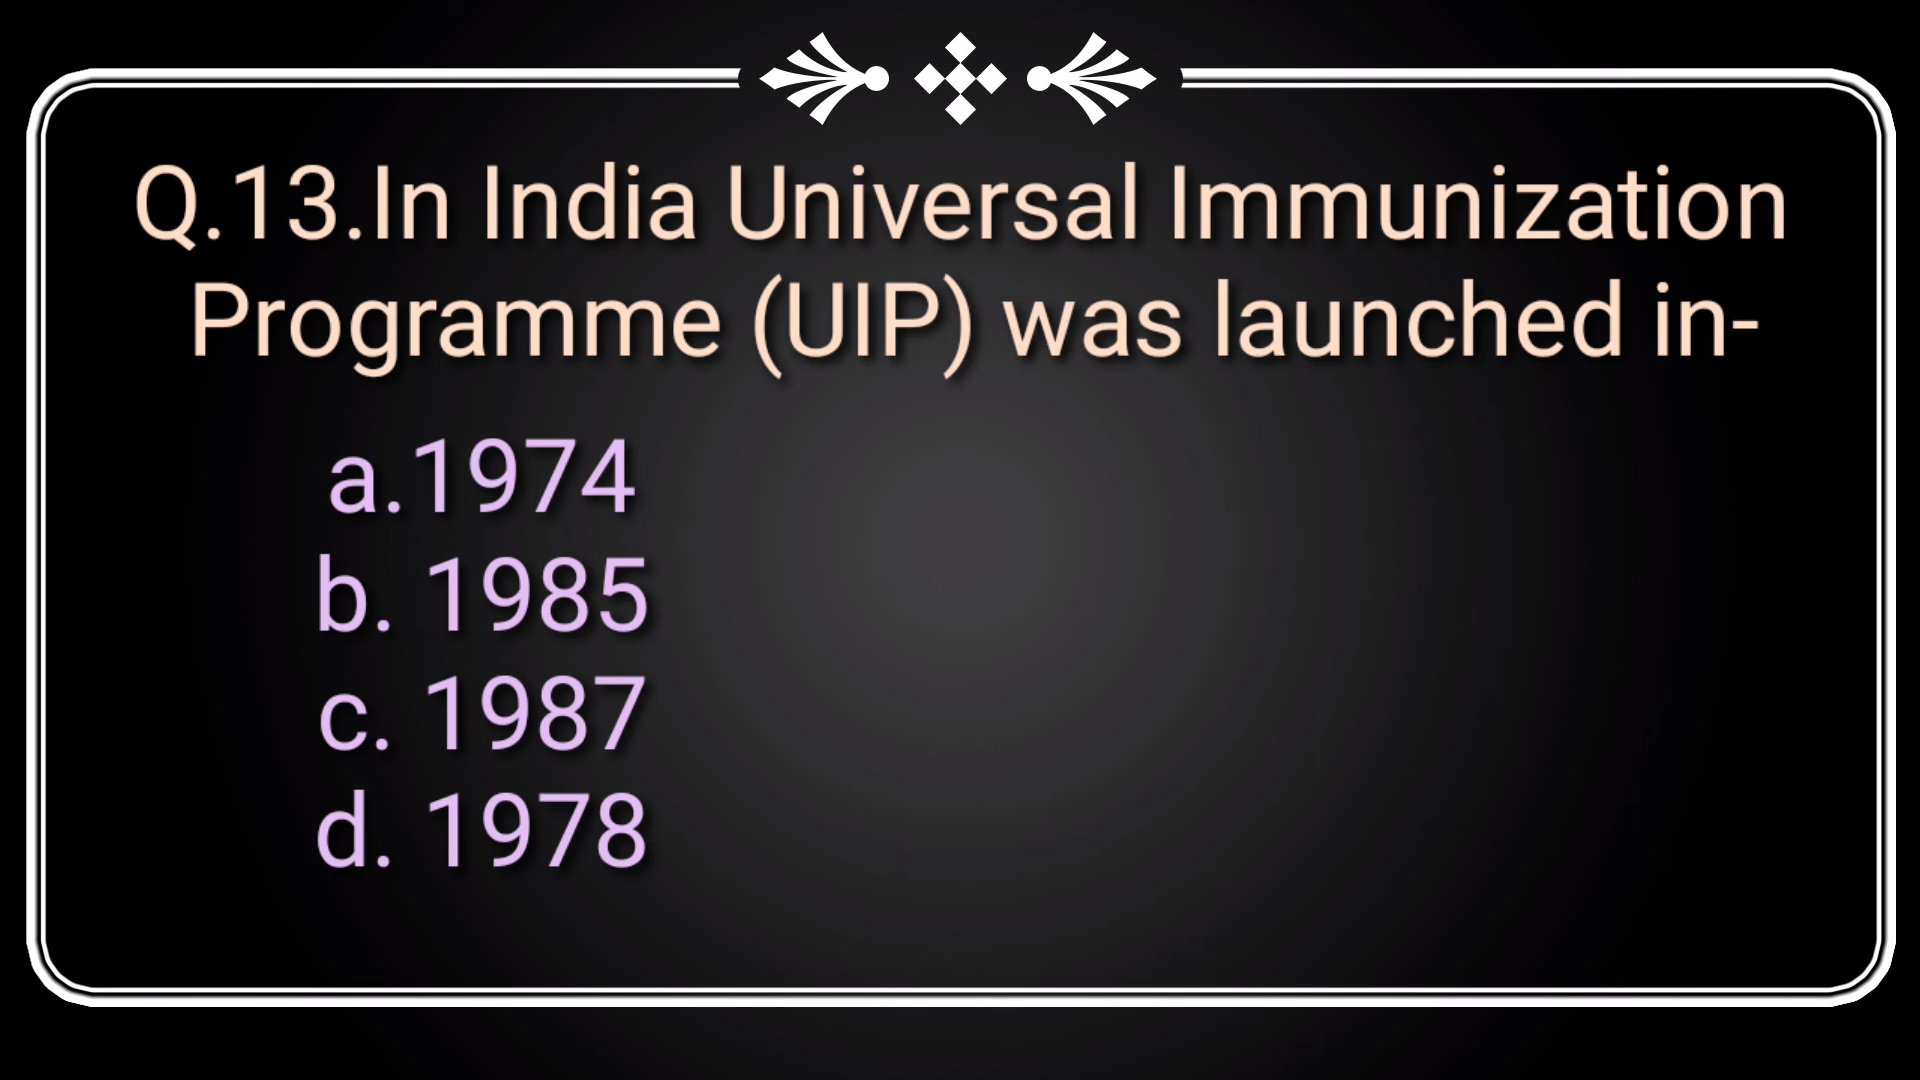 Q.13.In India Universal Immunization
Programme (UIP) was launched in-
a.1974
b. 1985
c. 1987
d. 1978